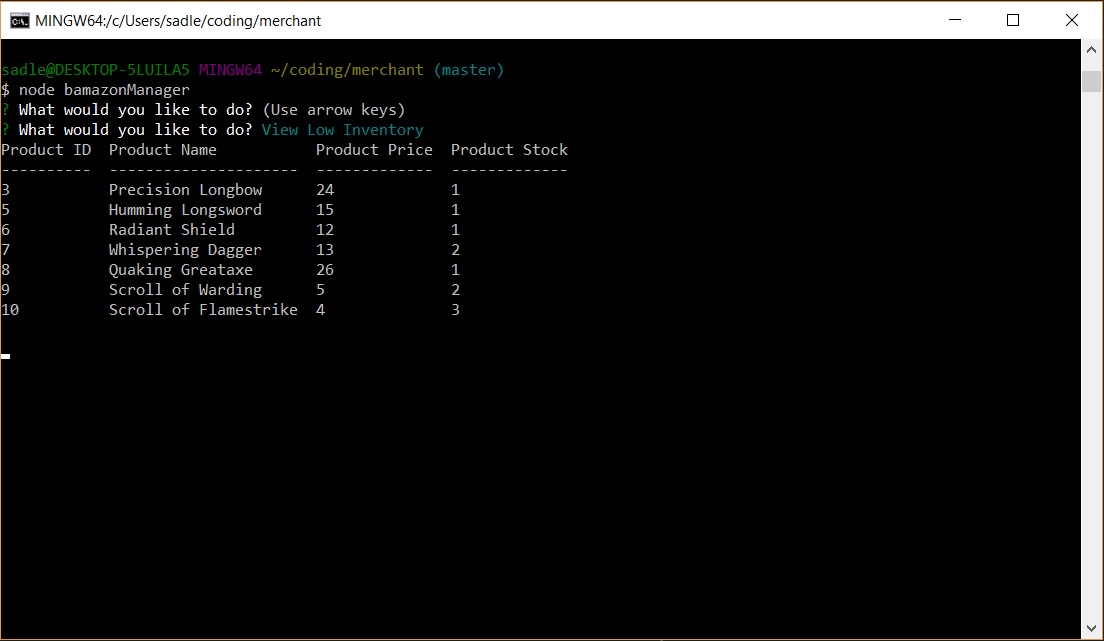 MINGW64:/c/Users/sadle/coding/merchant
sadle@DESKTOP-5LUILA5 MINGW64 ~/coding/merchant (master)
$ node bamazonManager
? What would you like to do? (Use arrow keys)
? What would you like to do? View Low Inventory
Product ID  Product Name           Product Price  Product Stock
----------  ---------------------  -------------  -------------
3           Precision Longbow      24             1
5           Humming Longsword      15             1
6           Radiant Shield         12             1
7           Whispering Dagger      13             2
8           Quaking Greataxe       26             1
9           Scroll of Warding      5              2
10          Scroll of Flamestrike  4              3